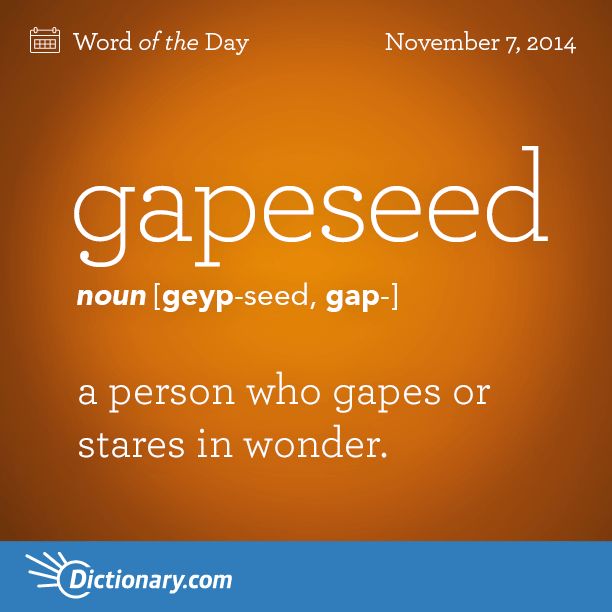 Word of the Day
November 7, 2014
gapeseed
noun [geyp-seed, gap-]
a person who gapes or
stares in wonder.
Dictionary.com